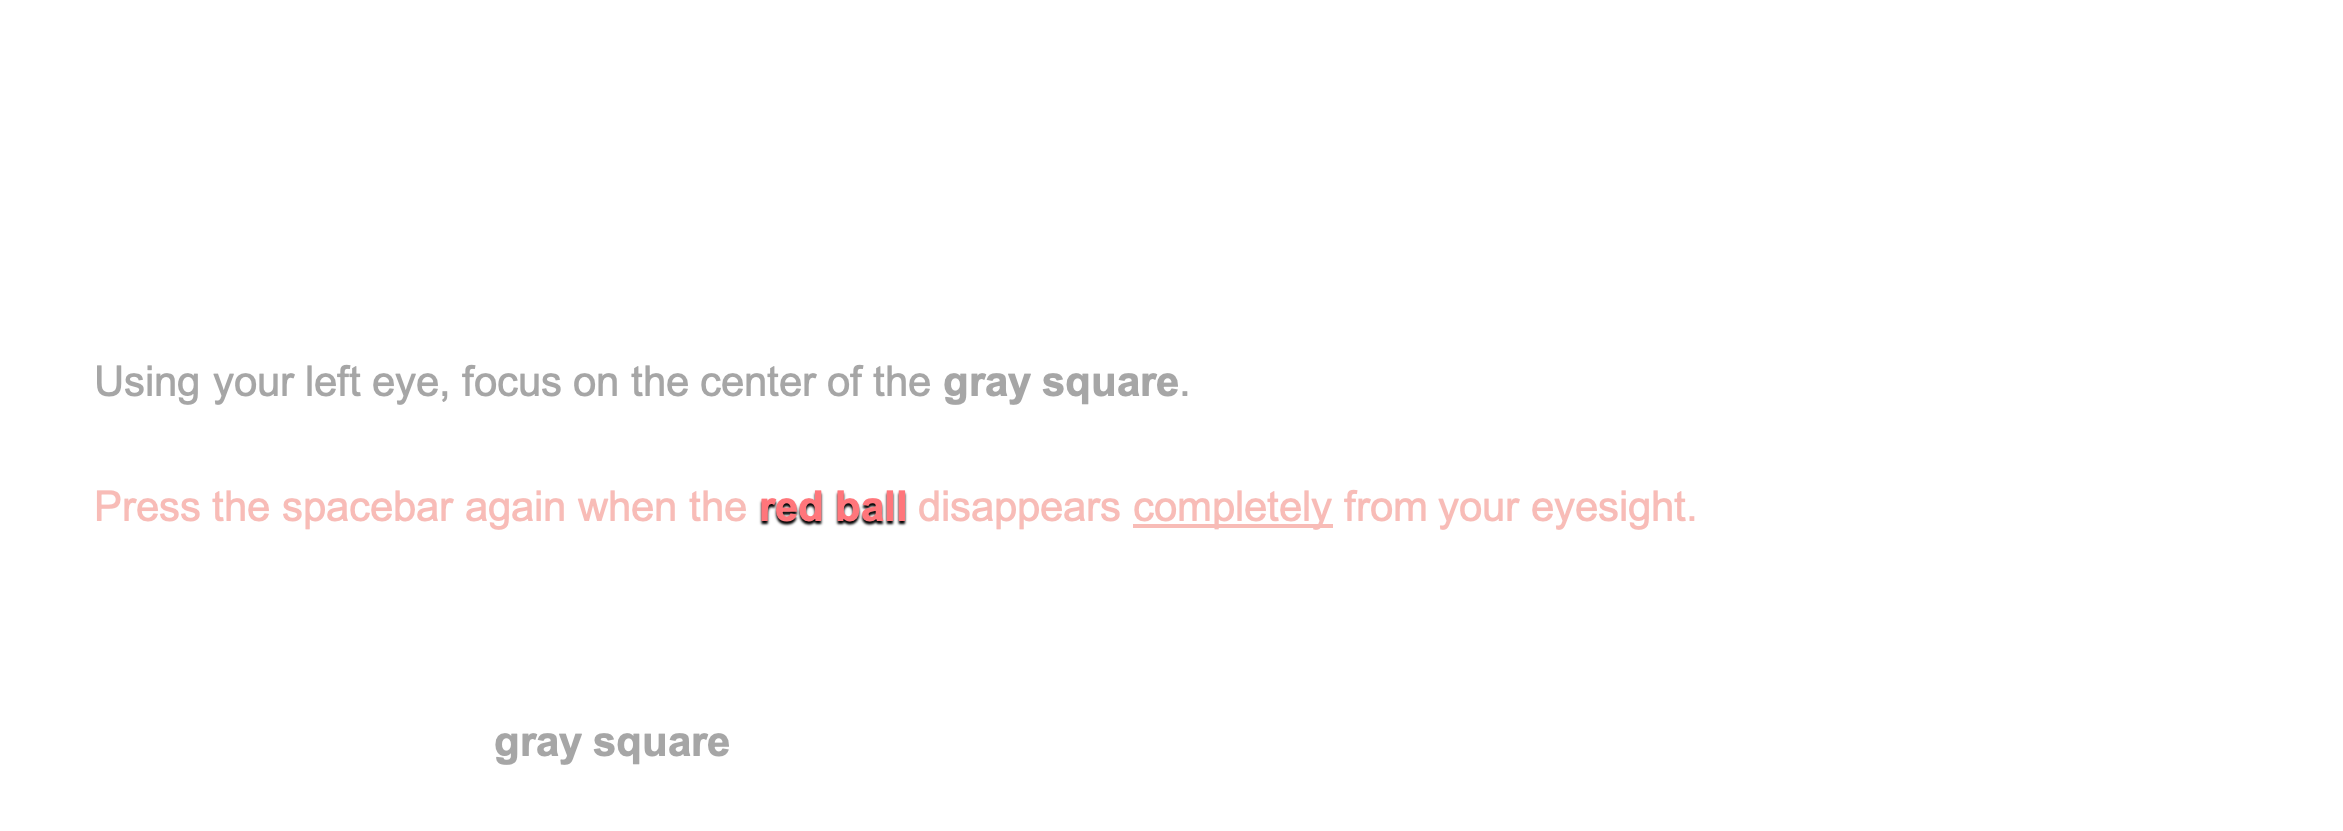 Using your left eye, focus on the center of the gray square.
Press the spacebar again when the red ball disappears completely from your eyesight.
gray square